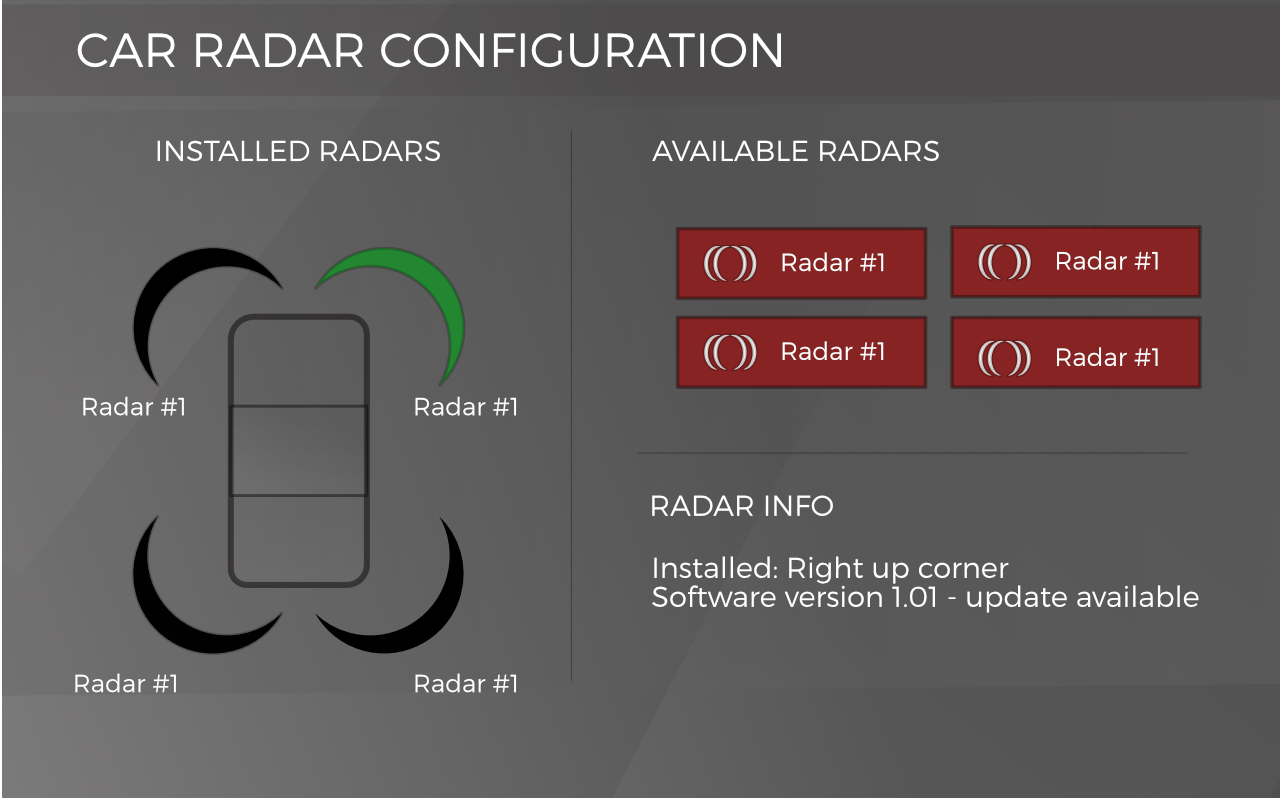 CAR RADAR CONFIGURATION
INSTALLED RADARS
Radar #1
Radar #1
Radar #1
Radar #1
AVAILABLE RADARS
Radar #1
Radar #1
Radar #1
Radar #1
RADAR INFO
Installed: Right up corner
Software version 1.01 - update available